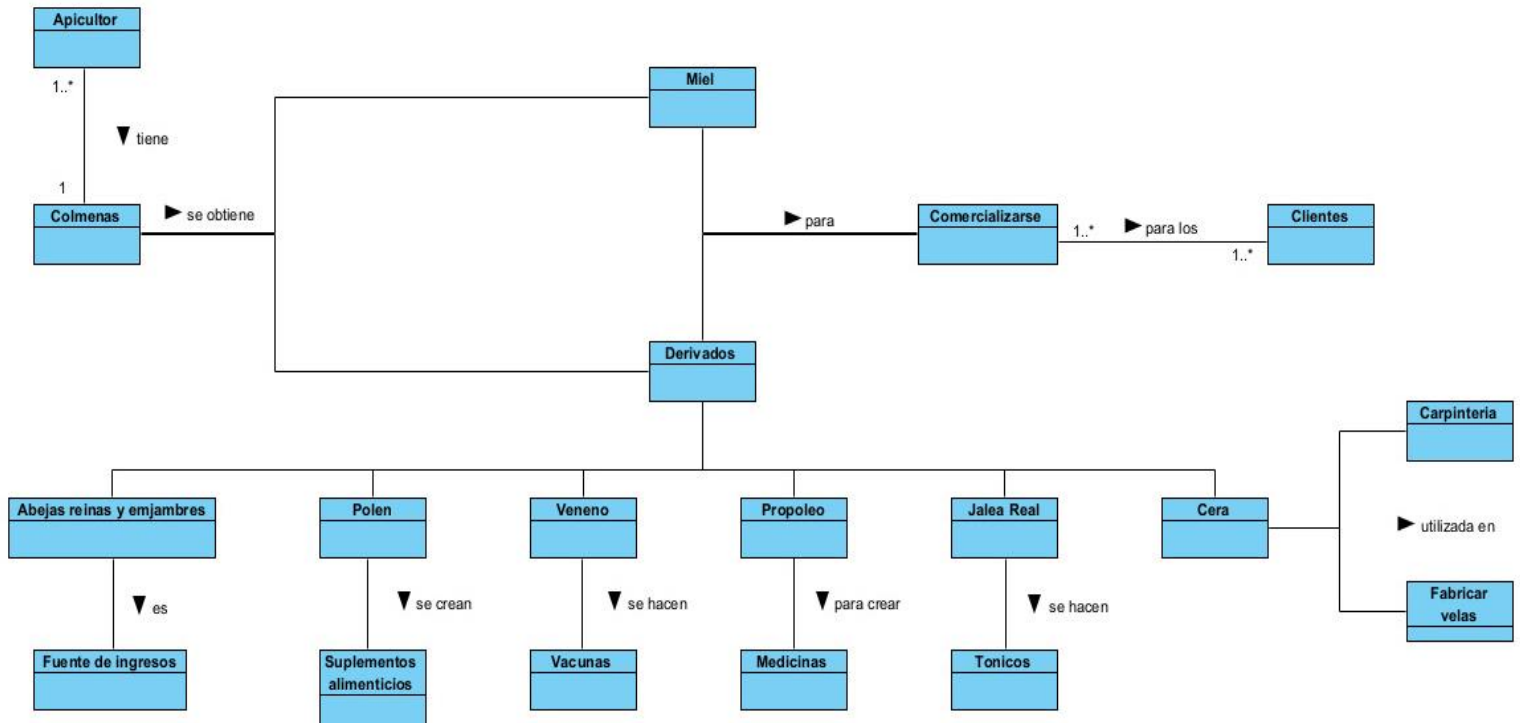 Apicultor
1..*
tiene
1
Colmenas
se obtiene
Miel
para
Comercializarse
1..*
para los
1..*
Clientes
Derivados
Carpinteria
utilizada en
Fabricar
velas
Abejas reinas y emjambres
Polen
Veneno
Propoleo
Jalea Real
Cera
es
se crean
se hacen
para crear
se hacen
Fuente de ingresos
Suplementos
alimenticios
Vacunas
Medicinas
Tonicos